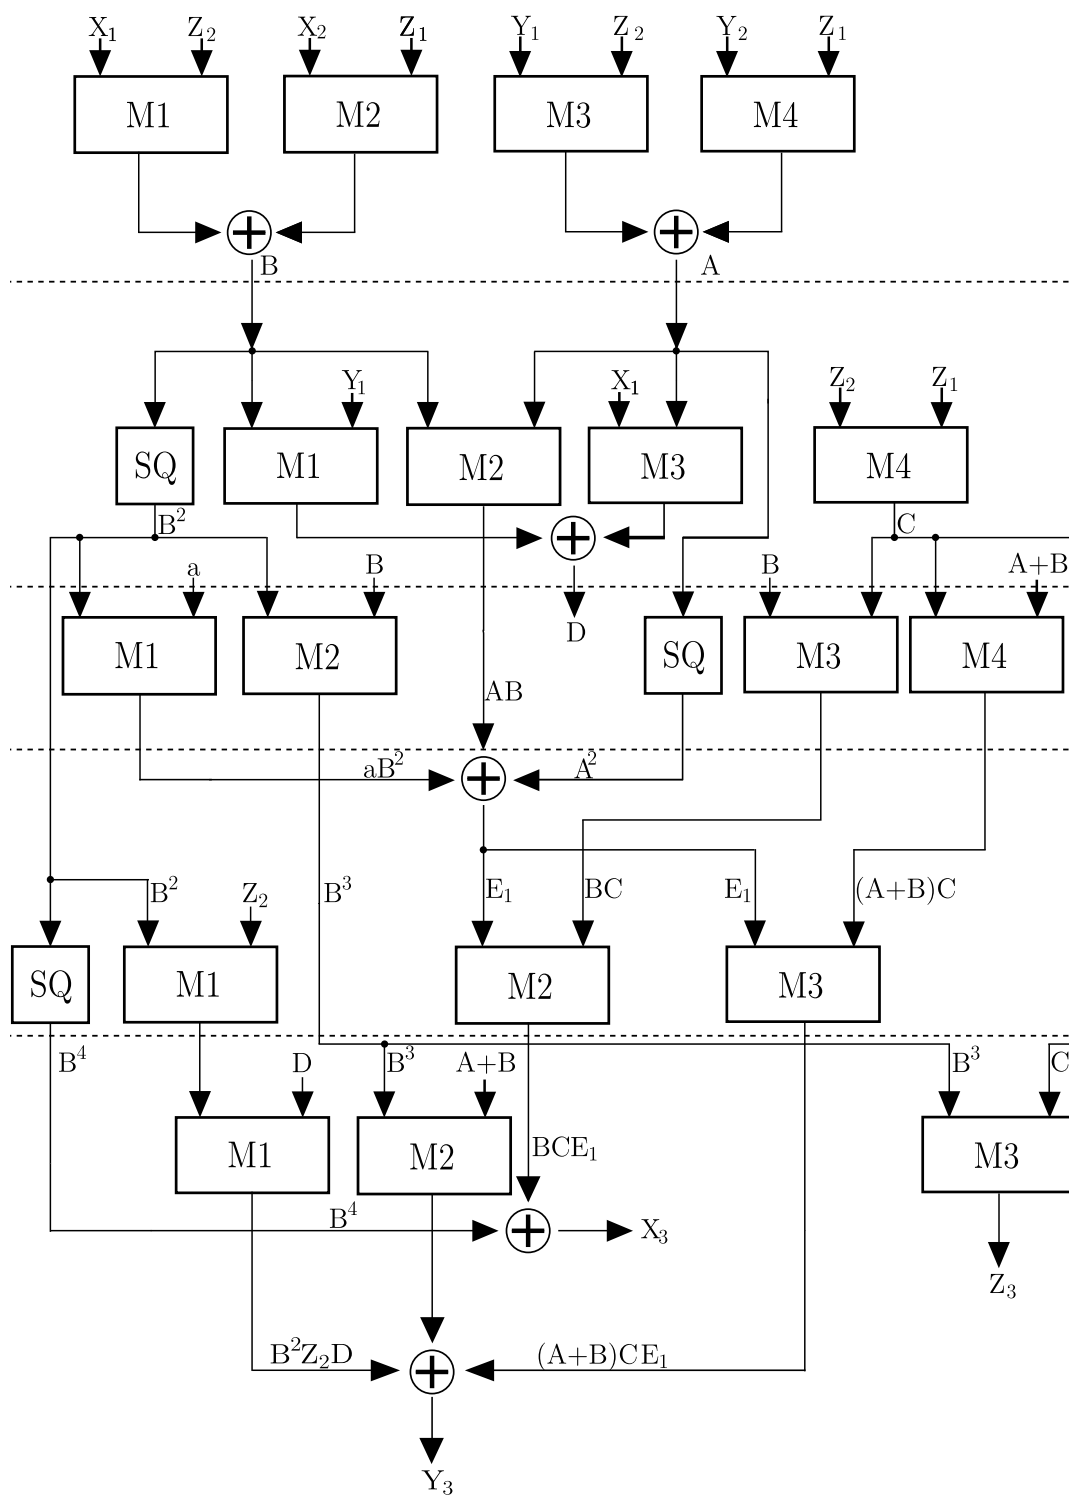 X₁ Z₂ X₂ Z₁ Y₁ Z₂ Y₂ Z₁
M1 M2 M3 M4
B A
Y₁ X₁ Z₂ Z₁
SQ M1 M2 M3 M4
B² C
a B B A+B
D
M1 M2 SQ M3 M4
AB
aB² A²
B² Z₂ B³ E₁ BC E₁ (A+B)C
SQ M1 M2 M3
B⁴ D B³ A+B B³ C
M1 M2 BCE₁ M3
B⁴ X₃
Z₃
B²Z₂D (A+B)CE₁
Y₃